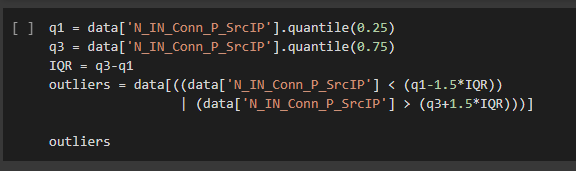 [ ] q1 = data['N_IN_Conn_P_SrcIP'].quantile(0.25)
q3 = data['N_IN_Conn_P_SrcIP'].quantile(0.75)
IQR = q3-q1
outliers = data[((data['N_IN_Conn_P_SrcIP'] < (q1-1.5*IQR))
| (data['N_IN_Conn_P_SrcIP'] > (q3+1.5*IQR)))]
outliers